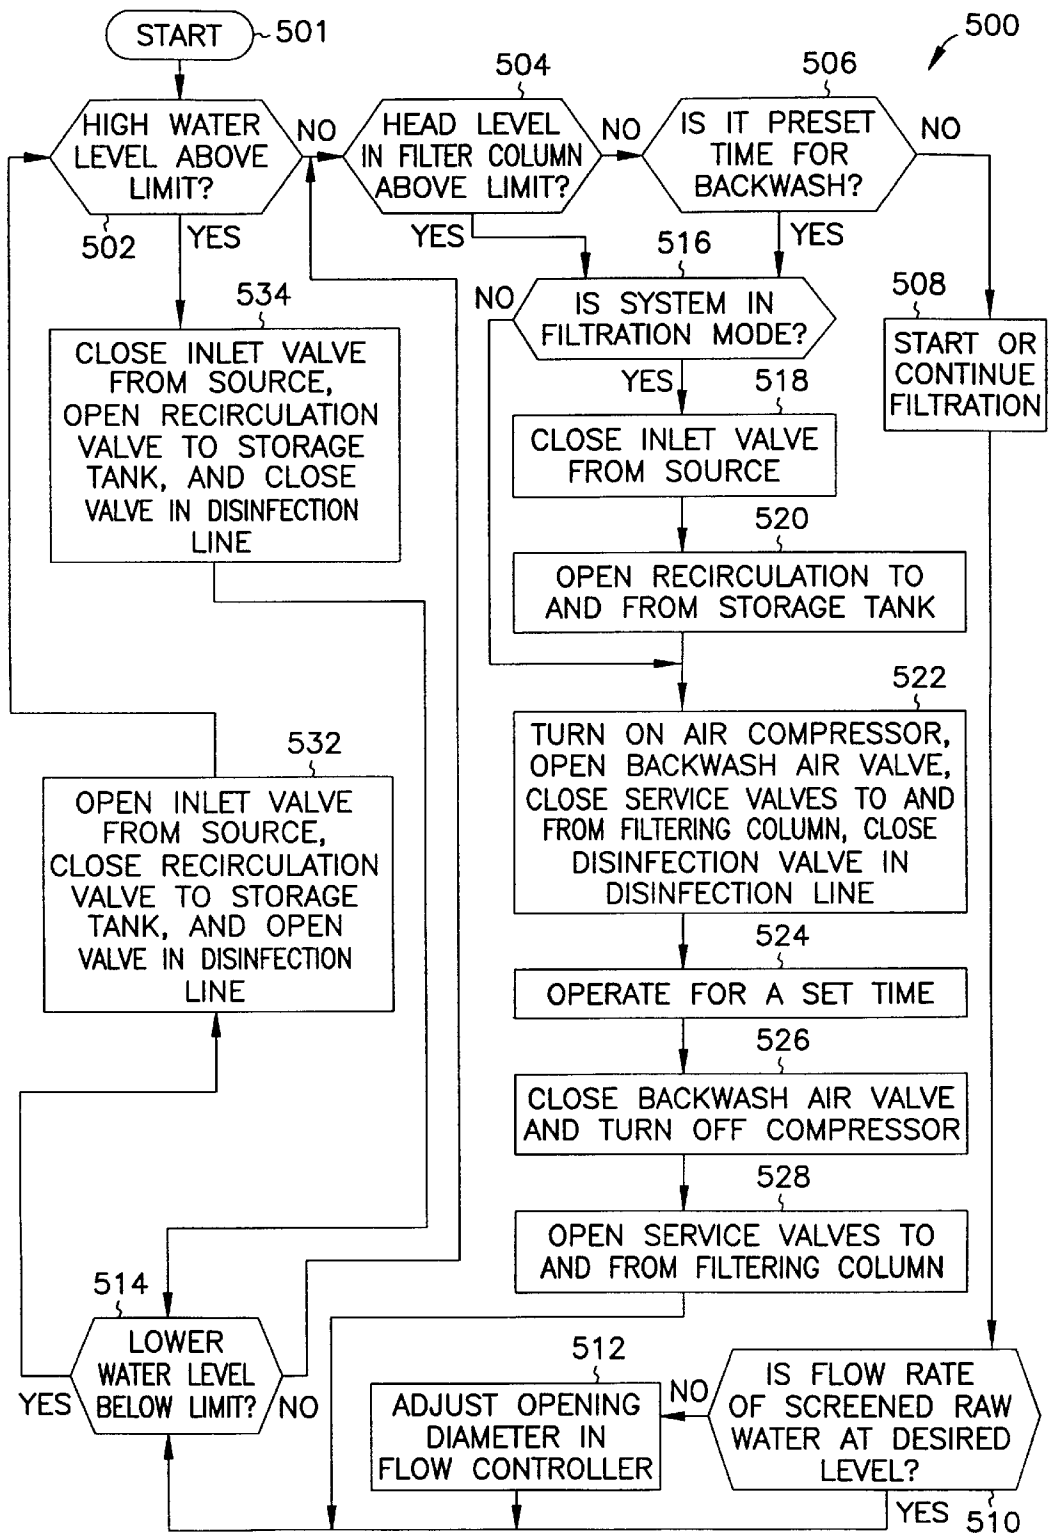 START
501
500
504
506
HIGH WATER
LEVEL ABOVE
LIMIT?
NO
HEAD LEVEL
IN FILTER COLUMN
ABOVE LIMIT?
NO
IS IT PRESET
TIME FOR
BACKWASH?
NO
502
YES
YES
516
YES
534
CLOSE INLET VALVE
FROM SOURCE,
OPEN RECIRCULATION
VALVE TO STORAGE
TANK, AND CLOSE
VALVE IN DISINFECTION
LINE
NO
IS SYSTEM IN
FILTRATION MODE?
508
START OR
CONTINUE
FILTRATION
YES
518
CLOSE INLET VALVE
FROM SOURCE
520
OPEN RECIRCULATION TO
AND FROM STORAGE TANK
522
TURN ON AIR COMPRESSOR,
OPEN BACKWASH AIR VALVE,
CLOSE SERVICE VALVES TO AND
FROM FILTERING COLUMN, CLOSE
DISINFECTION VALVE IN
DISINFECTION LINE
532
OPEN INLET VALVE
FROM SOURCE,
CLOSE RECIRCULATION
VALVE TO STORAGE
TANK, AND OPEN
VALVE IN DISINFECTION
LINE
524
OPERATE FOR A SET TIME
526
CLOSE BACKWASH AIR VALVE
AND TURN OFF COMPRESSOR
528
OPEN SERVICE VALVES TO
AND FROM FILTERING COLUMN
514
LOWER
WATER LEVEL
BELOW LIMIT?
YES
NO
512
ADJUST OPENING
DIAMETER IN
FLOW CONTROLLER
NO
IS FLOW RATE
OF SCREENED RAW
WATER AT DESIRED
LEVEL?
YES
510